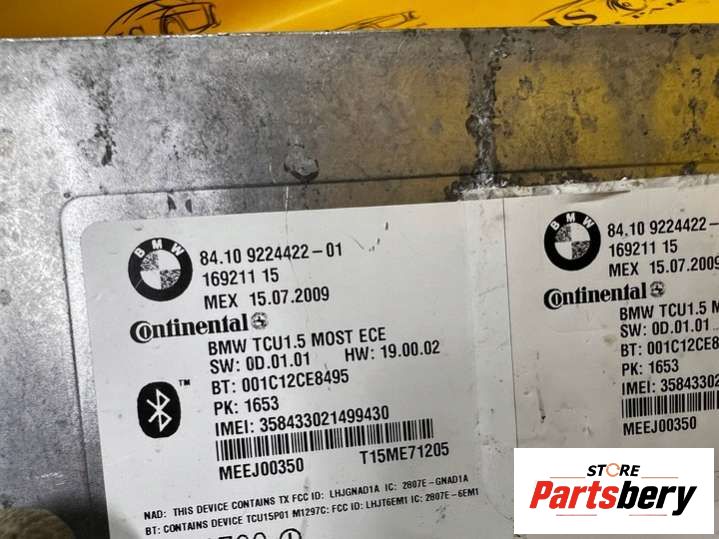 BMW
84.10 9224422-01
169211 15
MEX 15.07.2009
Continental
BMW TCU1.5 MOST ECE
SW: 0D.01.01 HW: 19.00.02
BT: 001C12CE8495
PK: 1653
IMEI: 358433021499430
MEEJ00350 T15ME71205
NAD: THIS DEVICE CONTAINS TX FCC ID: LHJGNAD1A IC: 2807E-GNAD1A
BT: CONTAINS DEVICE TCU15P01 M1297C: FCC ID: LHJT6EM1 IC: 2807E-6EM1
BMW
84.10 9224422-
169211 15
MEX 15.07.2009
Continental
BMW TCU1.5 M
SW: 0D.01.01
BT: 001C12CE8
PK: 1653
IMEI: 35843302
MEEJ00350
STORE
Partsbery